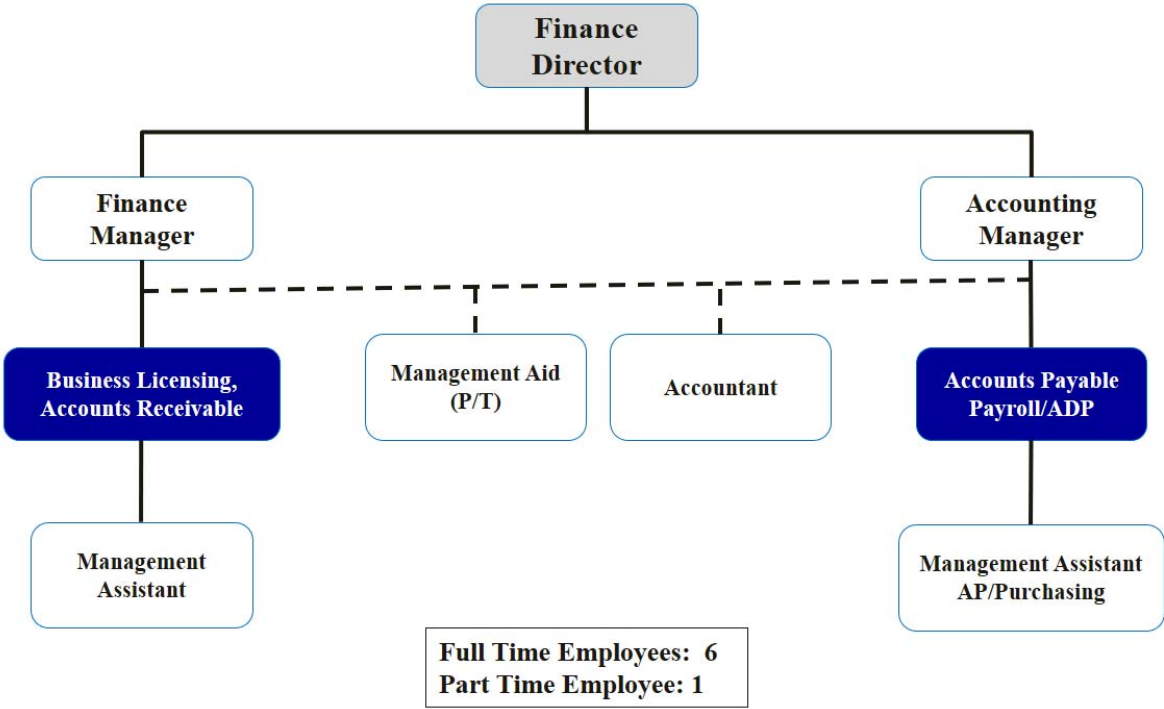 Finance
Director
Finance
Manager
Accounting
Manager
Business Licensing,
Accounts Receivable
Management Aid
(P/T)
Accountant
Accounts Payable
Payroll/ADP
Management
Assistant
Management Assistant
AP/Purchasing
Full Time Employees: 6
Part Time Employee: 1